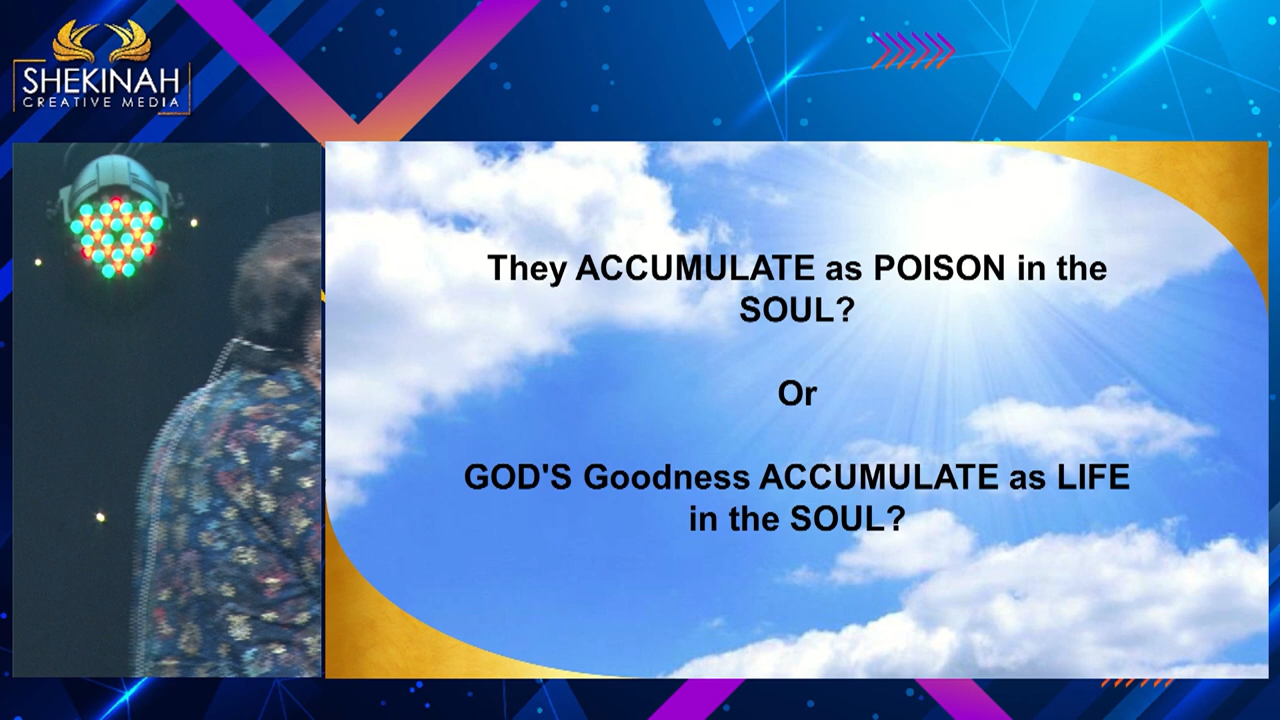 SHEKINAH
CREATIVE MEDIA
They ACCUMULATE as POISON in the
SOUL?
Or
GOD'S Goodness ACCUMULATE as LIFE
in the SOUL?